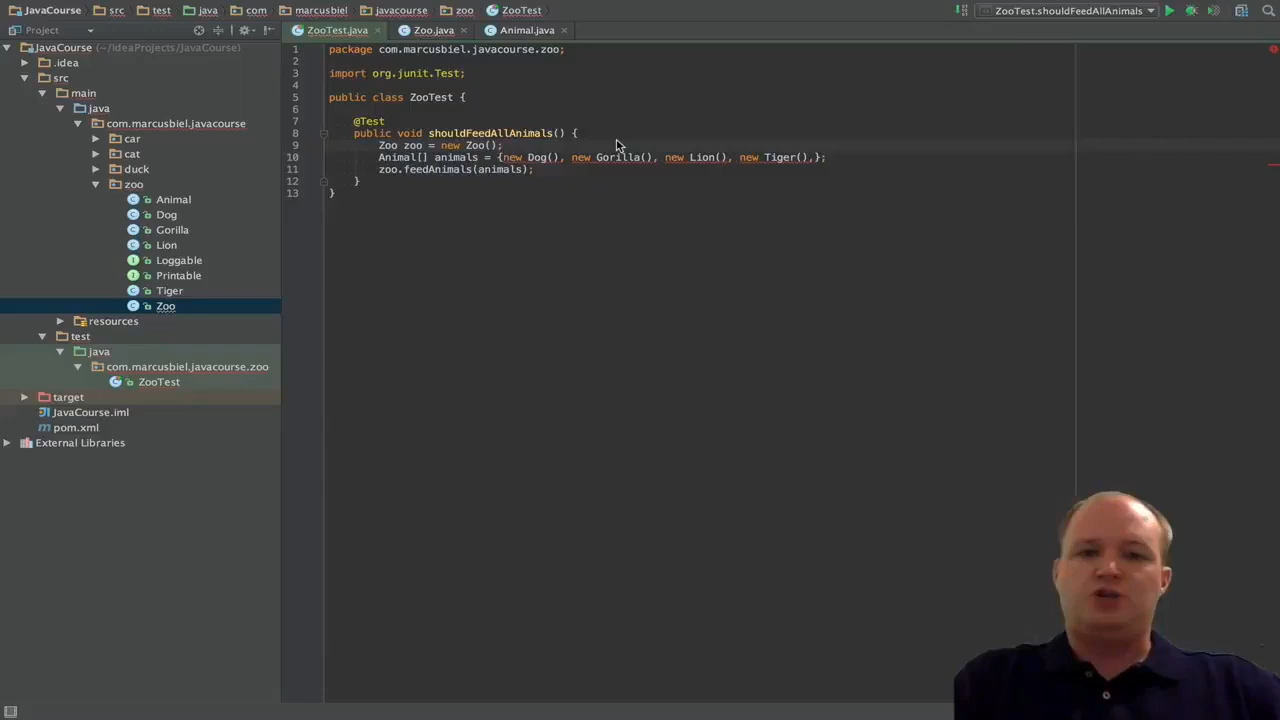 JavaCourse src test java com marcusbiel javacourse zoo ZooTest ZooTest.shouldFeedAllAnimals
Project ZooTest.java Zoo.java Animal.java
JavaCourse (~/IdeaProjects/JavaCourse)
.idea
src
main
java
com.marcusbiel.javacourse
car
cat
duck
zoo
Animal
Dog
Gorilla
Lion
Loggable
Printable
Tiger
Zoo
resources
test
java
com.marcusbiel.javacourse.zoo
ZooTest
target
JavaCourse.iml
pom.xml
External Libraries
1 package com.marcusbiel.javacourse.zoo;
2
3 import org.junit.Test;
4
5 public class ZooTest {
6
7 @Test
8 public void shouldFeedAllAnimals() {
9 Zoo zoo = new Zoo();
10 Animal[] animals = {new Dog(), new Gorilla(), new Lion(), new Tiger(),};
11 zoo.feedAnimals(animals);
12 }
13 }